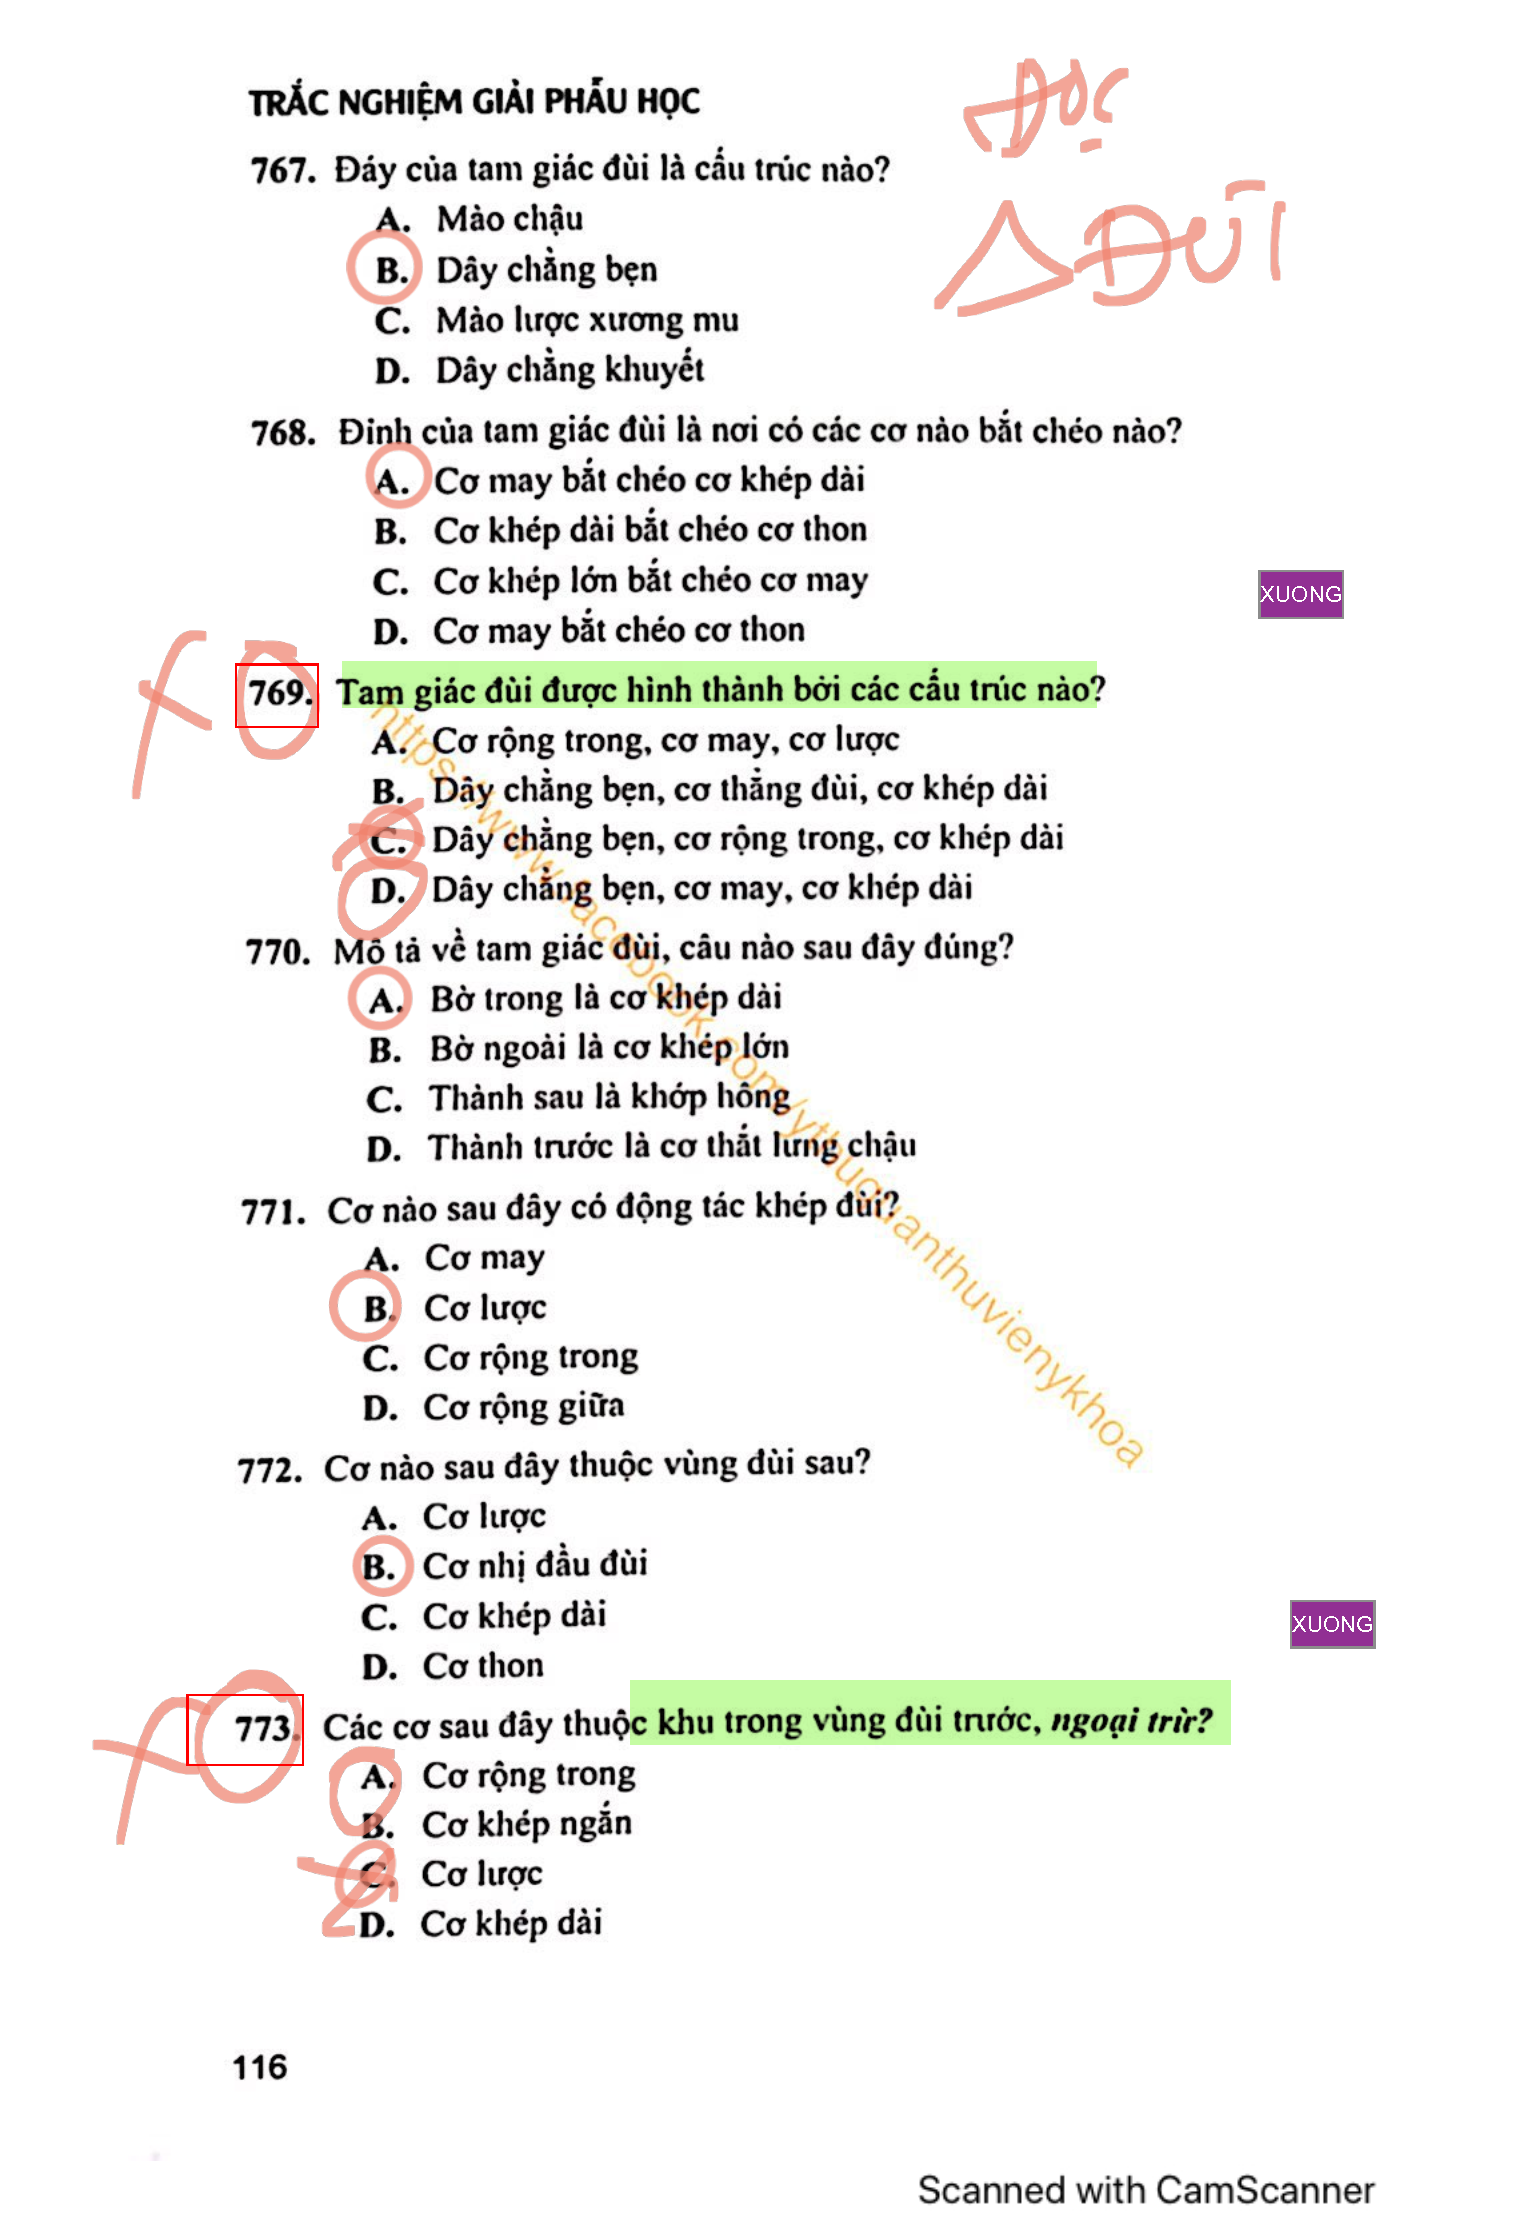 ĐỌC
TRẮC NGHIỆM GIẢI PHẪU HỌC
767. Đáy của tam giác đùi là cấu trúc nào?
A. Mào chậu
B. Dây chằng bẹn
C. Mào lược xương mu
D. Dây chằng khuyết
Δ ĐÙI
768. Đỉnh của tam giác đùi là nơi có các cơ nào bắt chéo nào?
A. Cơ may bắt chéo cơ khép dài
B. Cơ khép dài bắt chéo cơ thon
C. Cơ khép lớn bắt chéo cơ may
XUONG
D. Cơ may bắt chéo cơ thon
769. Tam giác đùi được hình thành bởi các cấu trúc nào?
A. Cơ rộng trong, cơ may, cơ lược
B. Dây chằng bẹn, cơ thẳng đùi, cơ khép dài
C. Dây chằng bẹn, cơ rộng trong, cơ khép dài
D. Dây chằng bẹn, cơ may, cơ khép dài
770. Mô tả về tam giác đùi, câu nào sau đây đúng?
A. Bờ trong là cơ khép dài
B. Bờ ngoài là cơ khép lớn
C. Thành sau là khớp hông
D. Thành trước là cơ thắt lưng chậu
https://www.facebook.com/ythuquanthuvienykhoa
771. Cơ nào sau đây có động tác khép đùi?
A. Cơ may
B. Cơ lược
C. Cơ rộng trong
D. Cơ rộng giữa
772. Cơ nào sau đây thuộc vùng đùi sau?
A. Cơ lược
B. Cơ nhị đầu đùi
C. Cơ khép dài
XUONG
D. Cơ thon
773. Các cơ sau đây thuộc khu trong vùng đùi trước, ngoại trừ?
A. Cơ rộng trong
B. Cơ khép ngắn
C. Cơ lược
D. Cơ khép dài
116
Scanned with CamScanner